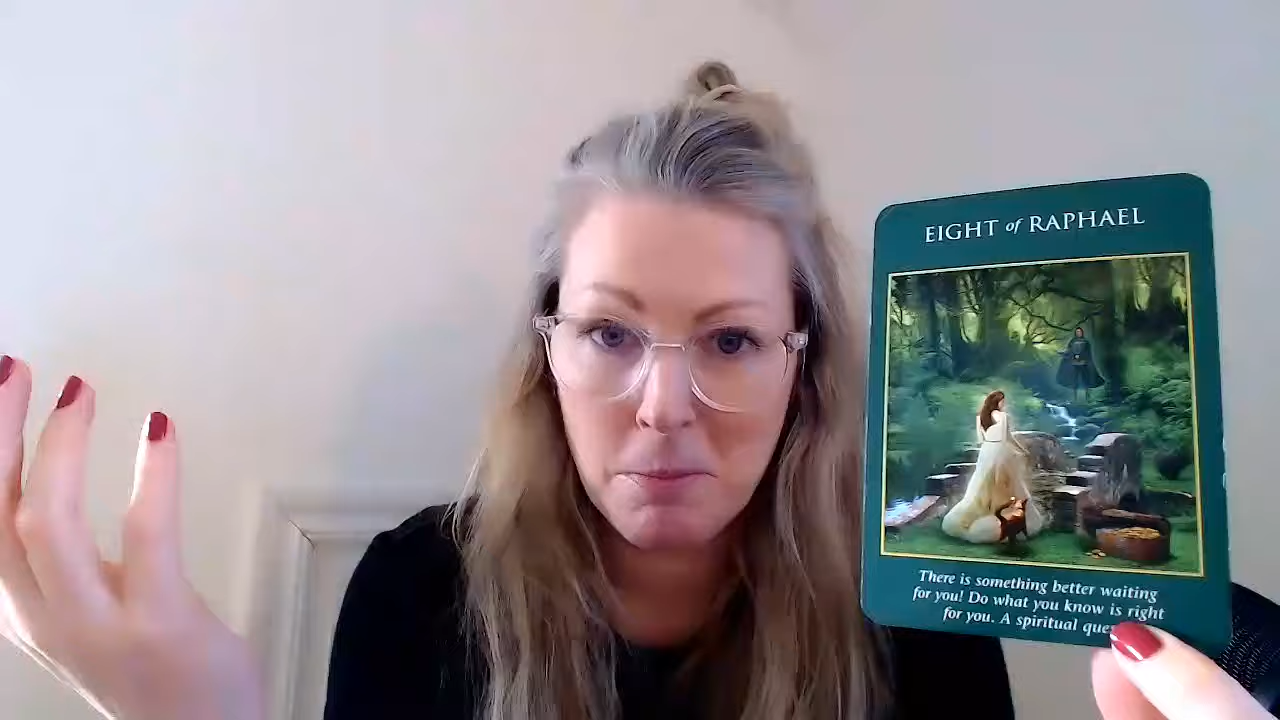 EIGHT of RAPHAEL
There is something better waiting
for you! Do what you know is right
for you. A spiritual